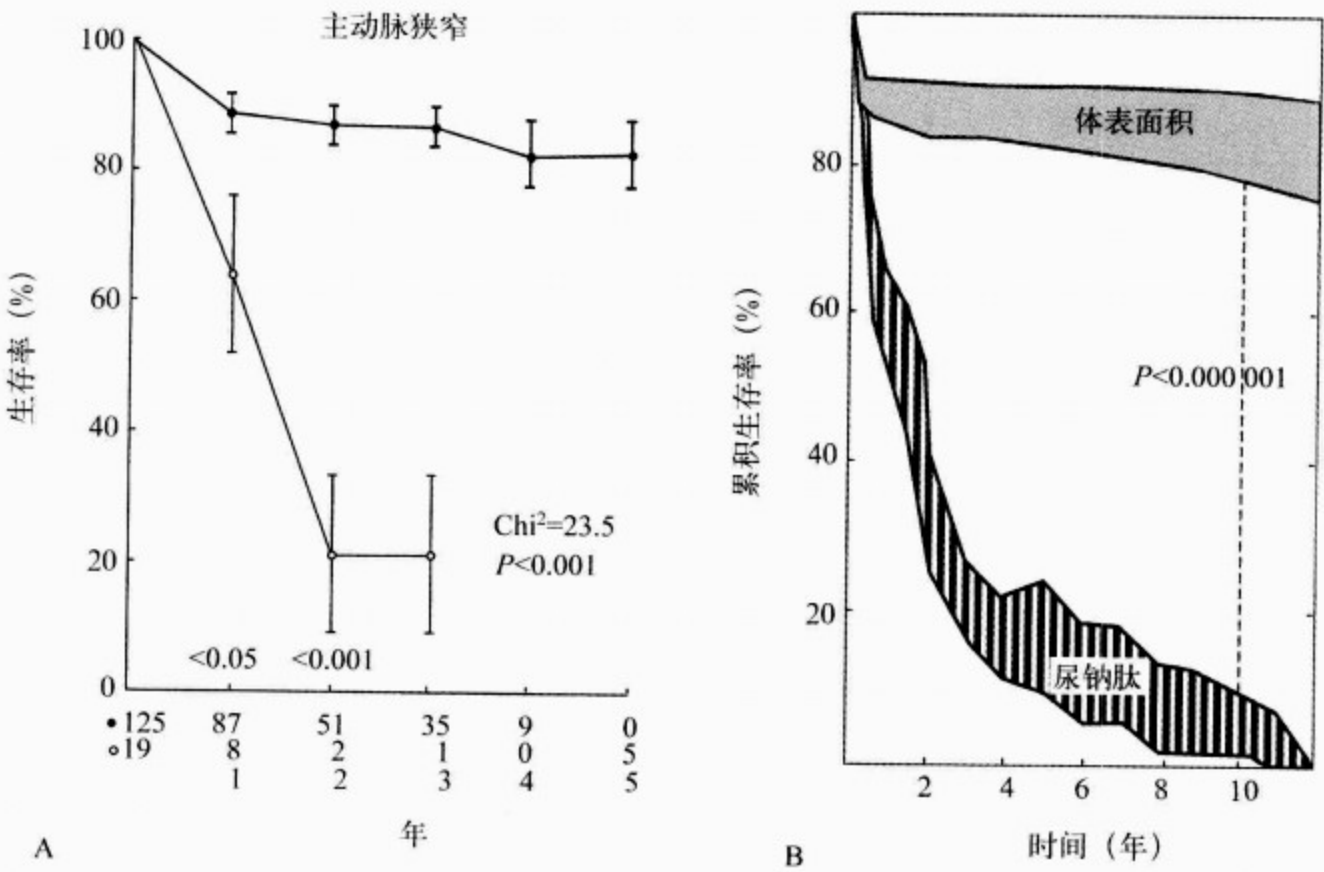 主动脉狭窄
100
80
60
40
20
0
生存率（%）
Chi²=23.5
P<0.001
<0.05 <0.001
•125 87 51 35 9 0
○19 8 2 1 0 5
1 2 3 4 5
年
A
80
60
40
20
累积生存率（%）
体表面积
P<0.000 001
尿钠肽
2 4 6 8 10
时间（年）
B